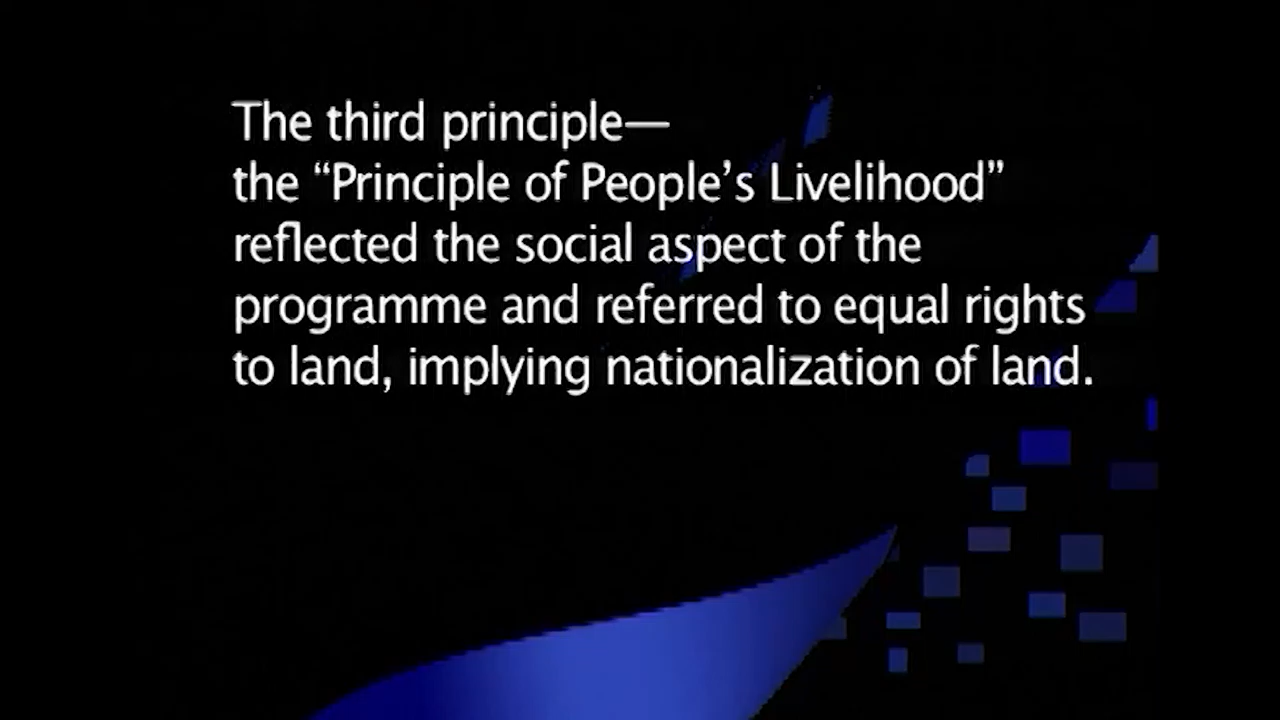 The third principle—
the “Principle of People’s Livelihood”
reflected the social aspect of the
programme and referred to equal rights
to land, implying nationalization of land.